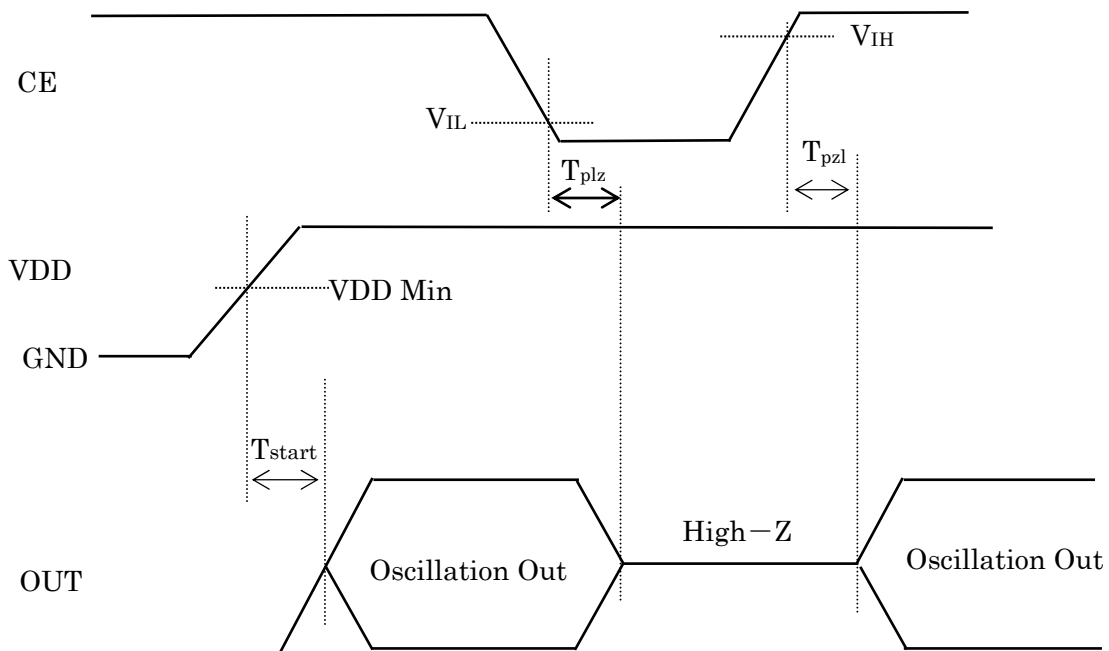 VIH
CE
VIL
Tplz
Tpzl
VDD
VDD Min
GND
Tstart
High－Z
Oscillation Out
Oscillation Out
OUT